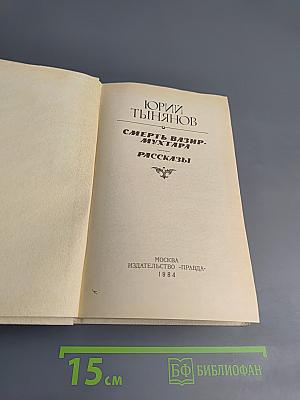 ЮРИЙ
ТЫНЯНОВ
СМЕРТЬ ВАЗИР-
МУХТАРА
РАССКАЗЫ
МОСКВА
ИЗДАТЕЛЬСТВО «ПРАВДА»
1984
15 см
БФ БИБЛИОФАН